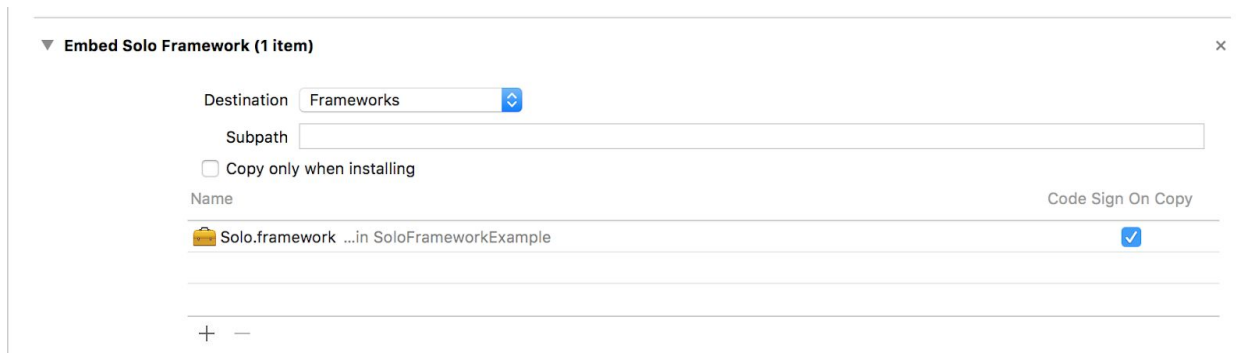 Embed Solo Framework (1 item)
Destination Frameworks
Subpath
Copy only when installing
Name Code Sign On Copy
Solo.framework ...in SoloFrameworkExample